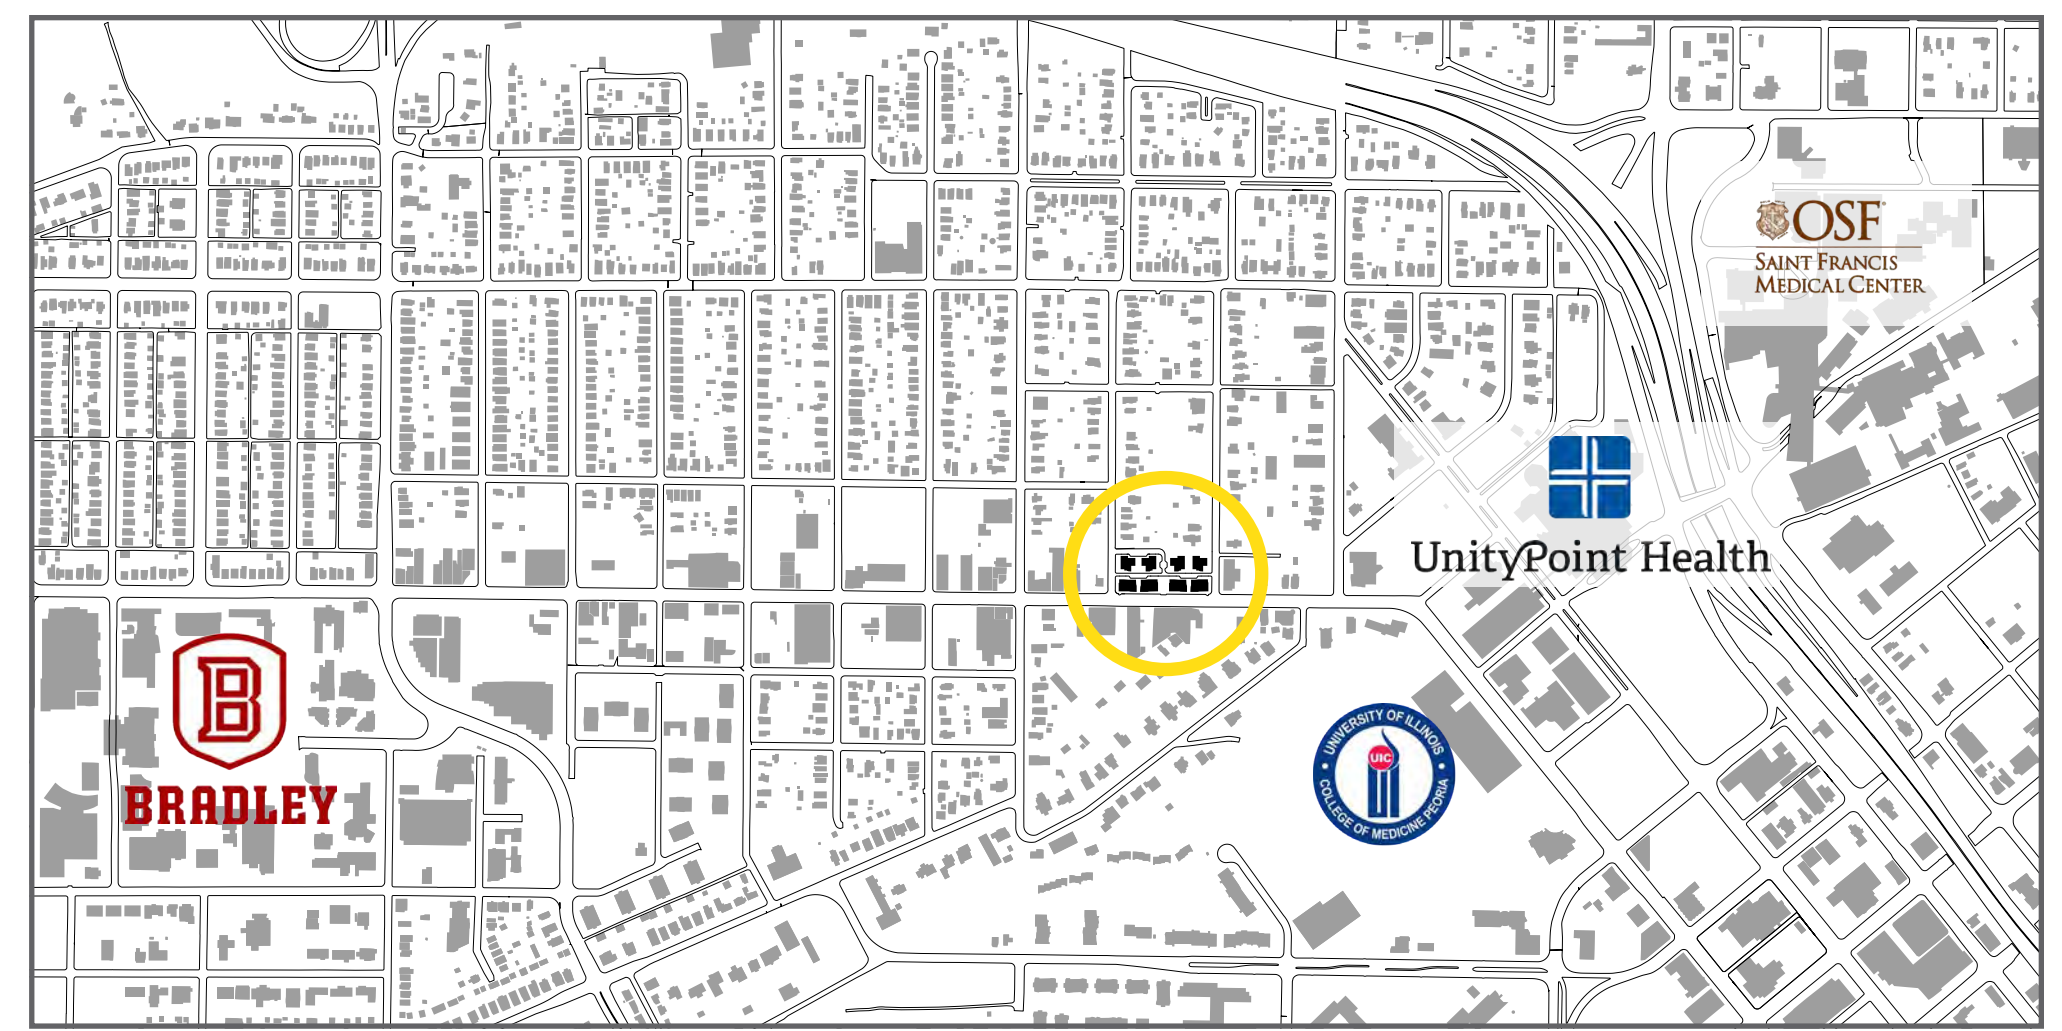 OSF
SAINT FRANCIS
MEDICAL CENTER
UnityPoint Health
B
BRADLEY
UNIVERSITY OF ILLINOIS
UIC
COLLEGE OF MEDICINE PEORIA